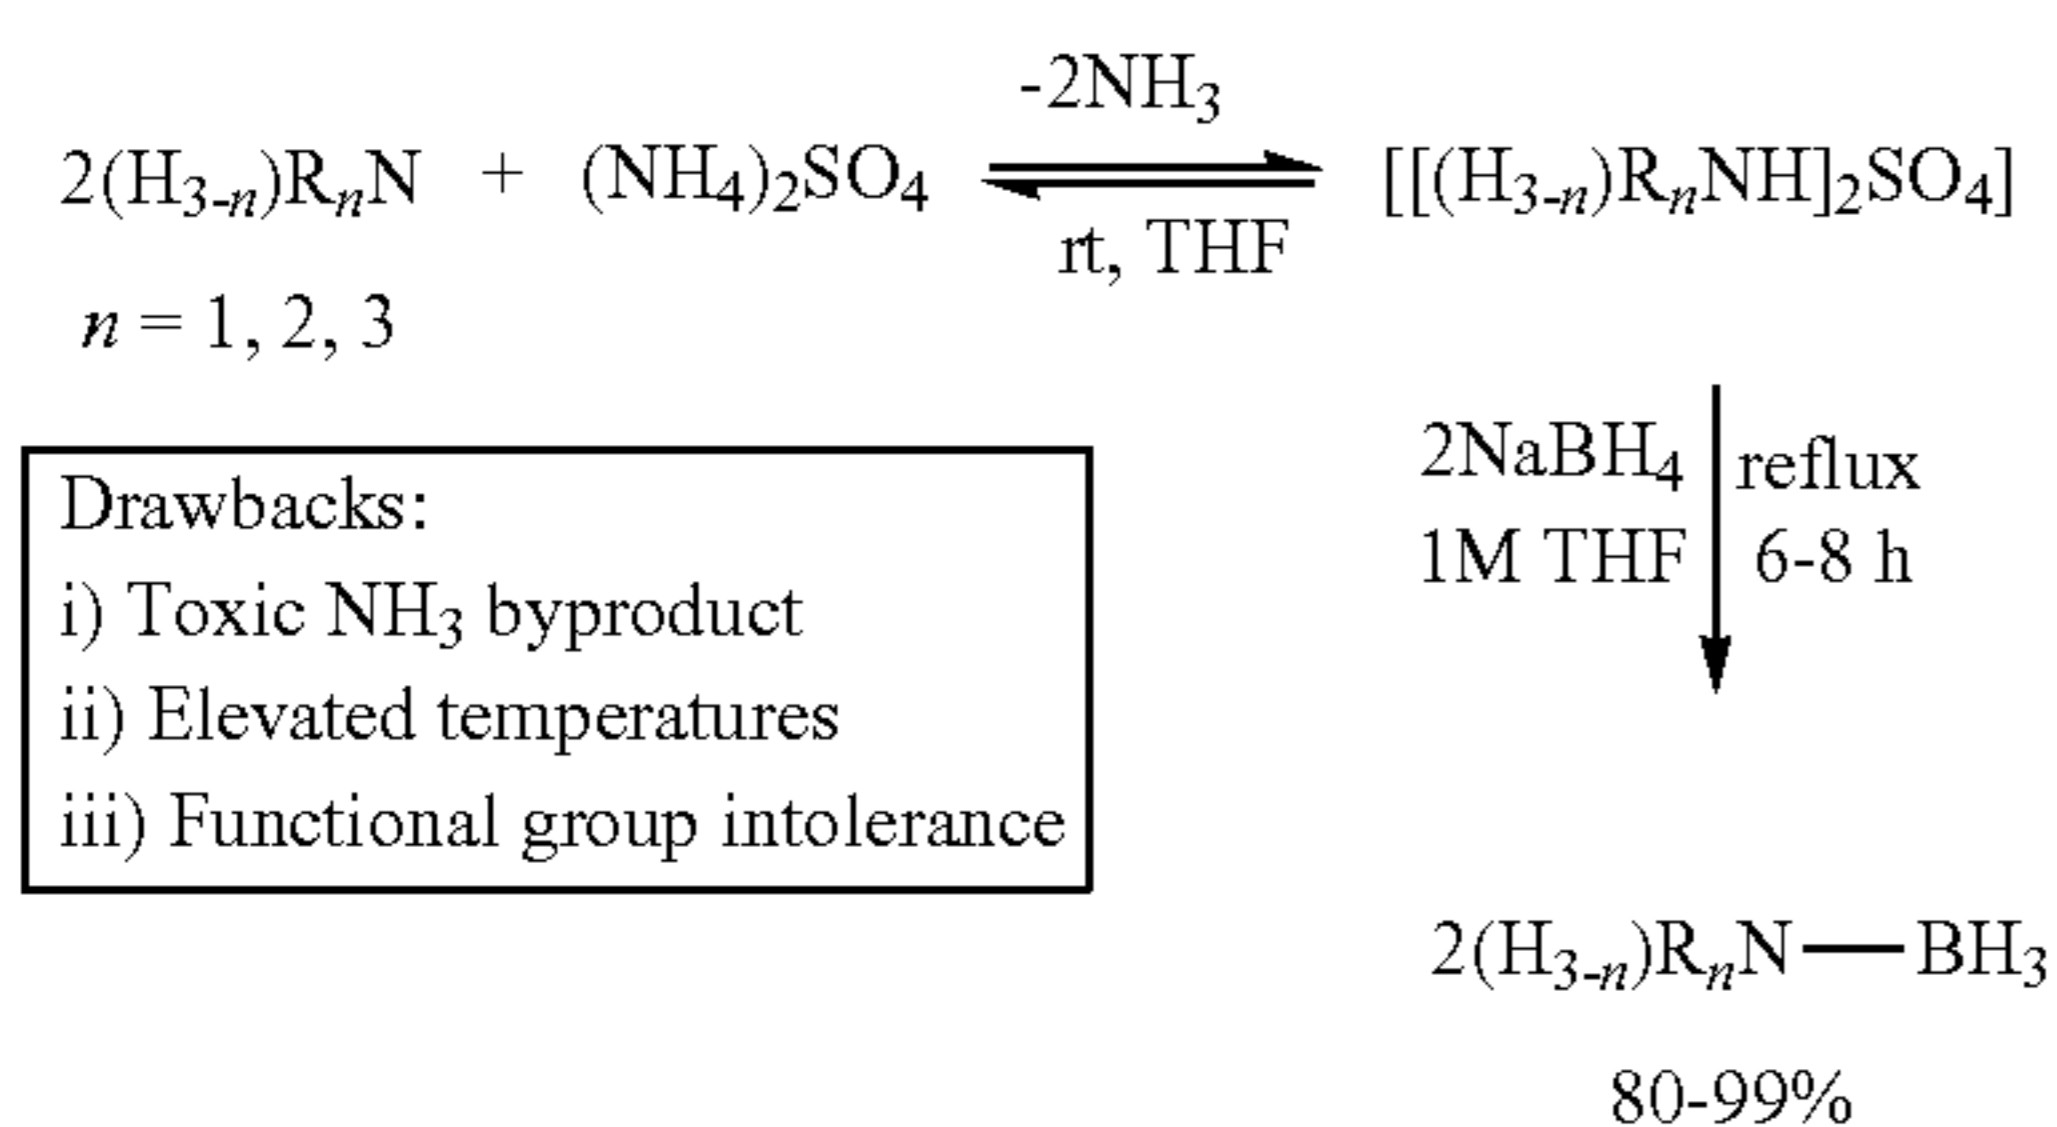 -2NH₃
2(H₃₋ₙ)RₙN + (NH₄)₂SO₄ ⇌ [[(H₃₋ₙ)RₙNH]₂SO₄]
rt, THF
n = 1, 2, 3
2NaBH₄ reflux
1M THF 6-8 h
Drawbacks:
i) Toxic NH₃ byproduct
ii) Elevated temperatures
iii) Functional group intolerance
2(H₃₋ₙ)RₙN—BH₃
80-99%